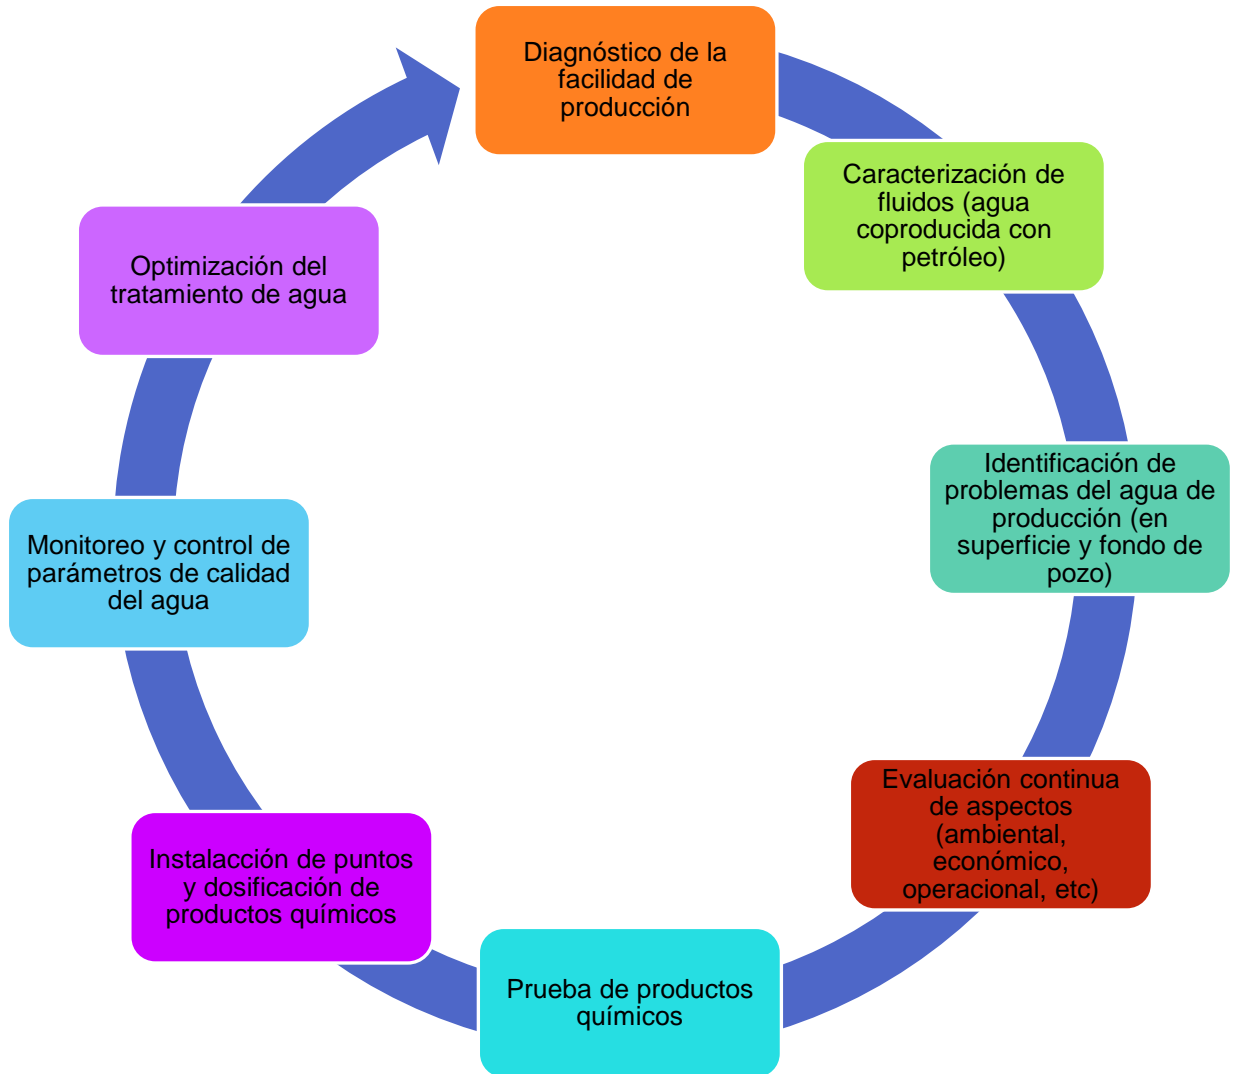 Diagnóstico de la
facilidad de
producción
Caracterización de
fluidos (agua
coproducida con
petróleo)
Identificación de
problemas del agua de
producción (en
superficie y fondo de
pozo)
Evaluación continua
de aspectos
(ambiental,
económico,
operacional, etc)
Prueba de productos
químicos
Instalacción de puntos
y dosificación de
productos químicos
Monitoreo y control de
parámetros de calidad
del agua
Optimización del
tratamiento de agua